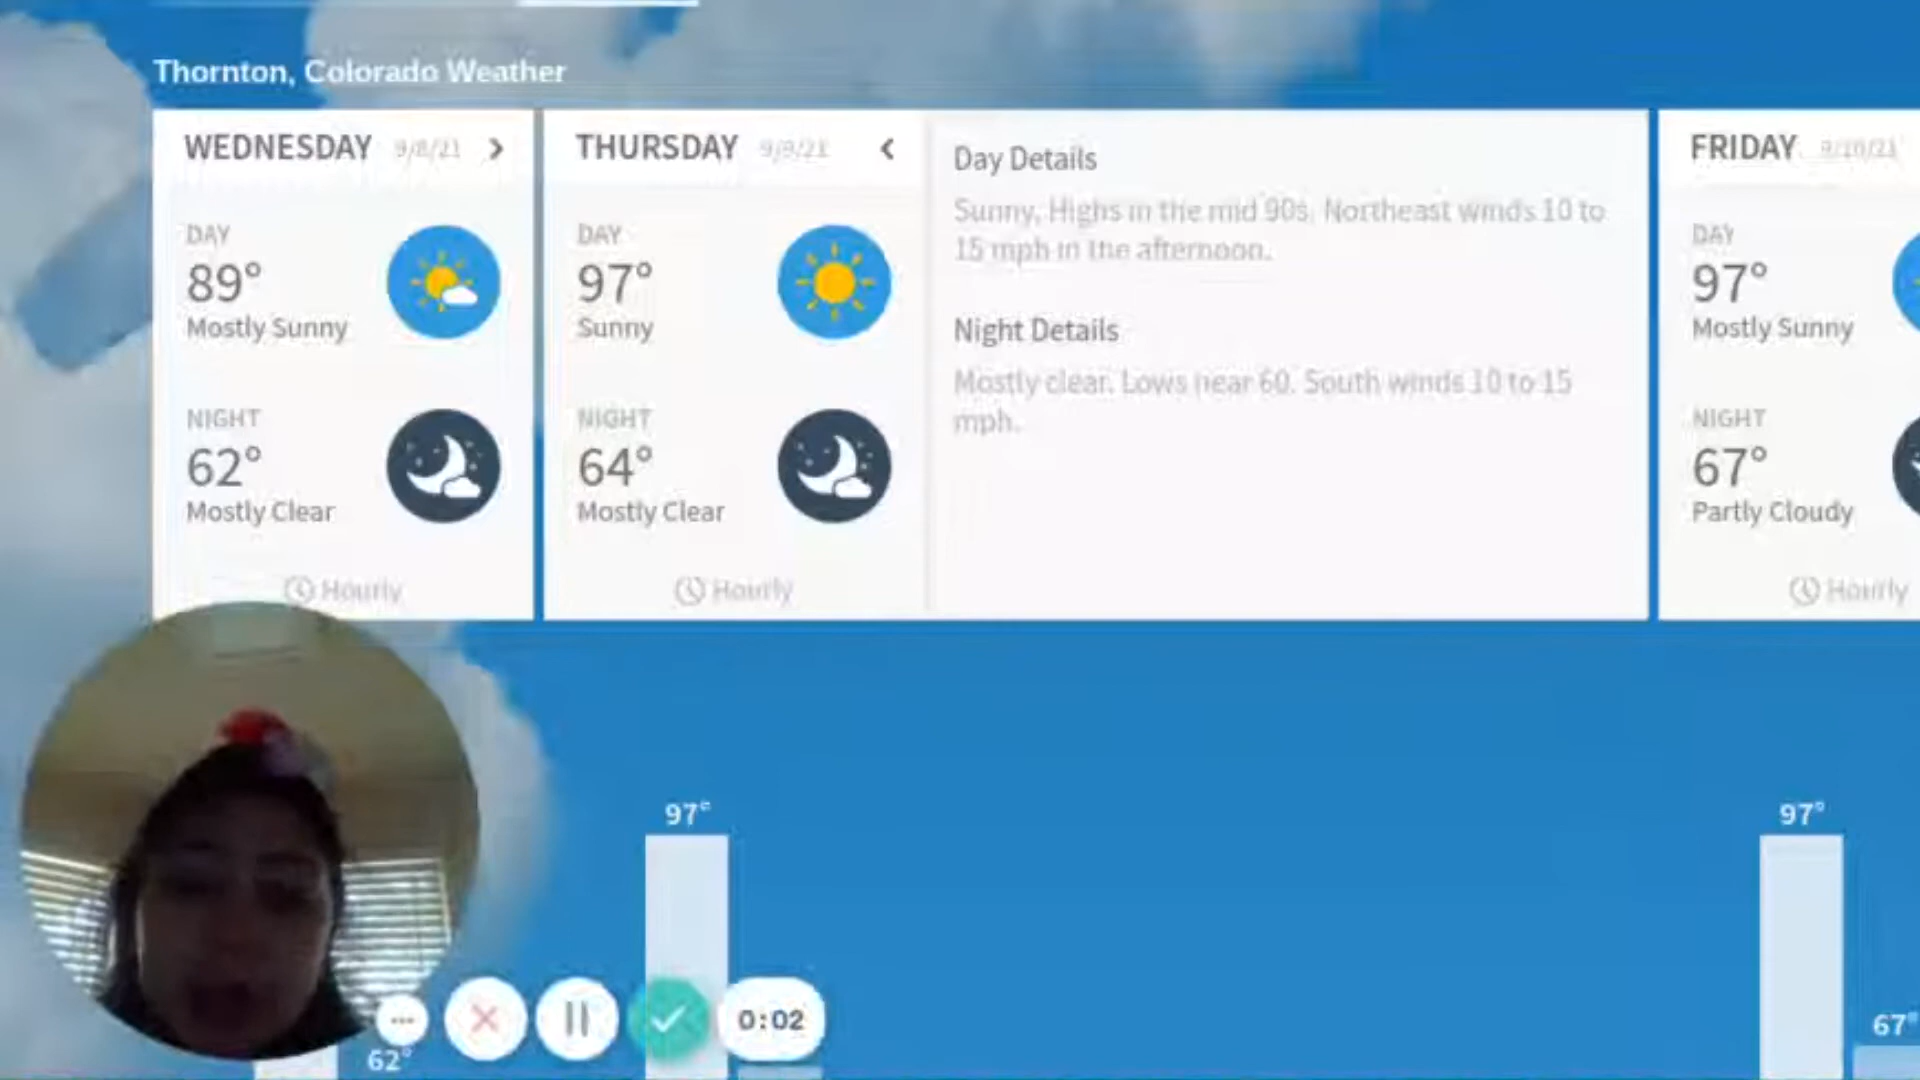 Thornton, Colorado Weather
WEDNESDAY 9/8/21
DAY
89°
Mostly Sunny
NIGHT
62°
Mostly Clear
Hourly
THURSDAY 9/9/21
DAY
97°
Sunny
NIGHT
64°
Mostly Clear
Hourly
Day Details
Sunny. Highs in the mid 90s. Northeast winds 10 to
15 mph in the afternoon.
Night Details
Mostly clear. Lows near 60. South winds 10 to 15
mph.
FRIDAY 9/10/21
DAY
97°
Mostly Sunny
NIGHT
67°
Partly Cloudy
Hourly
97°
97°
67°
62°
0:02